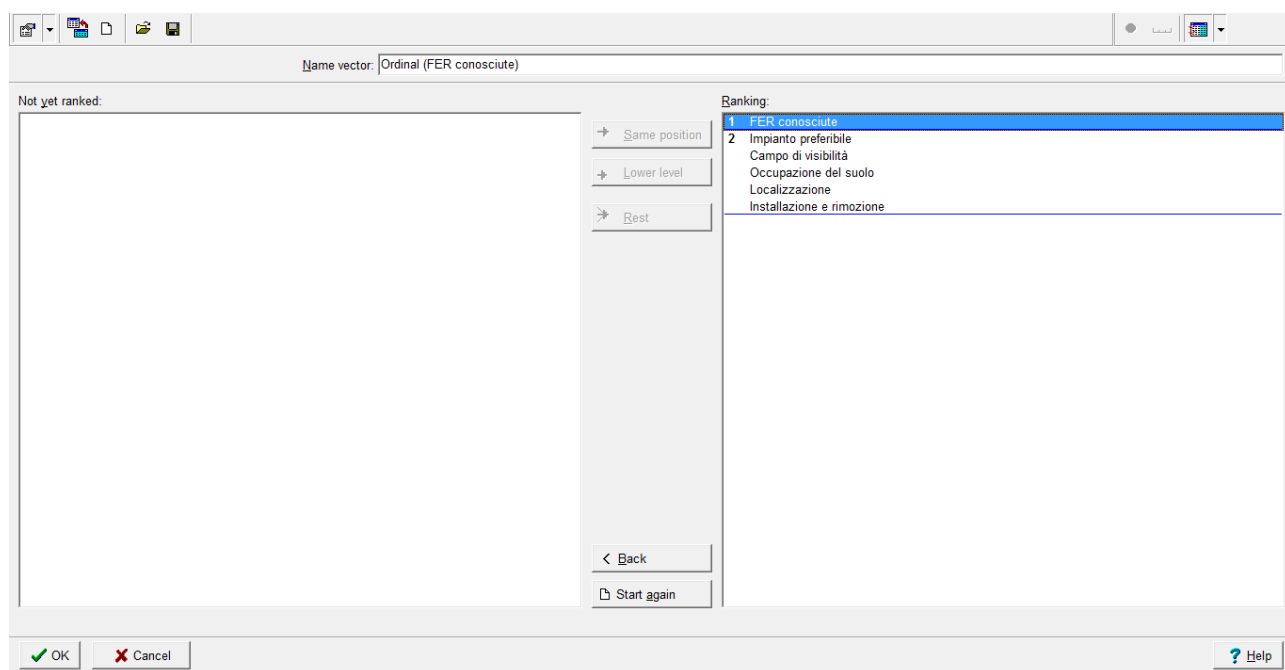 Name vector: Ordinal (FER conosciute)
Not yet ranked:
Ranking:
Same position
Lower level
Rest
1 FER conosciute
2 Impianto preferibile
Campo di visibilità
Occupazione del suolo
Localizzazione
Installazione e rimozione
< Back
Start again
OK
Cancel
? Help